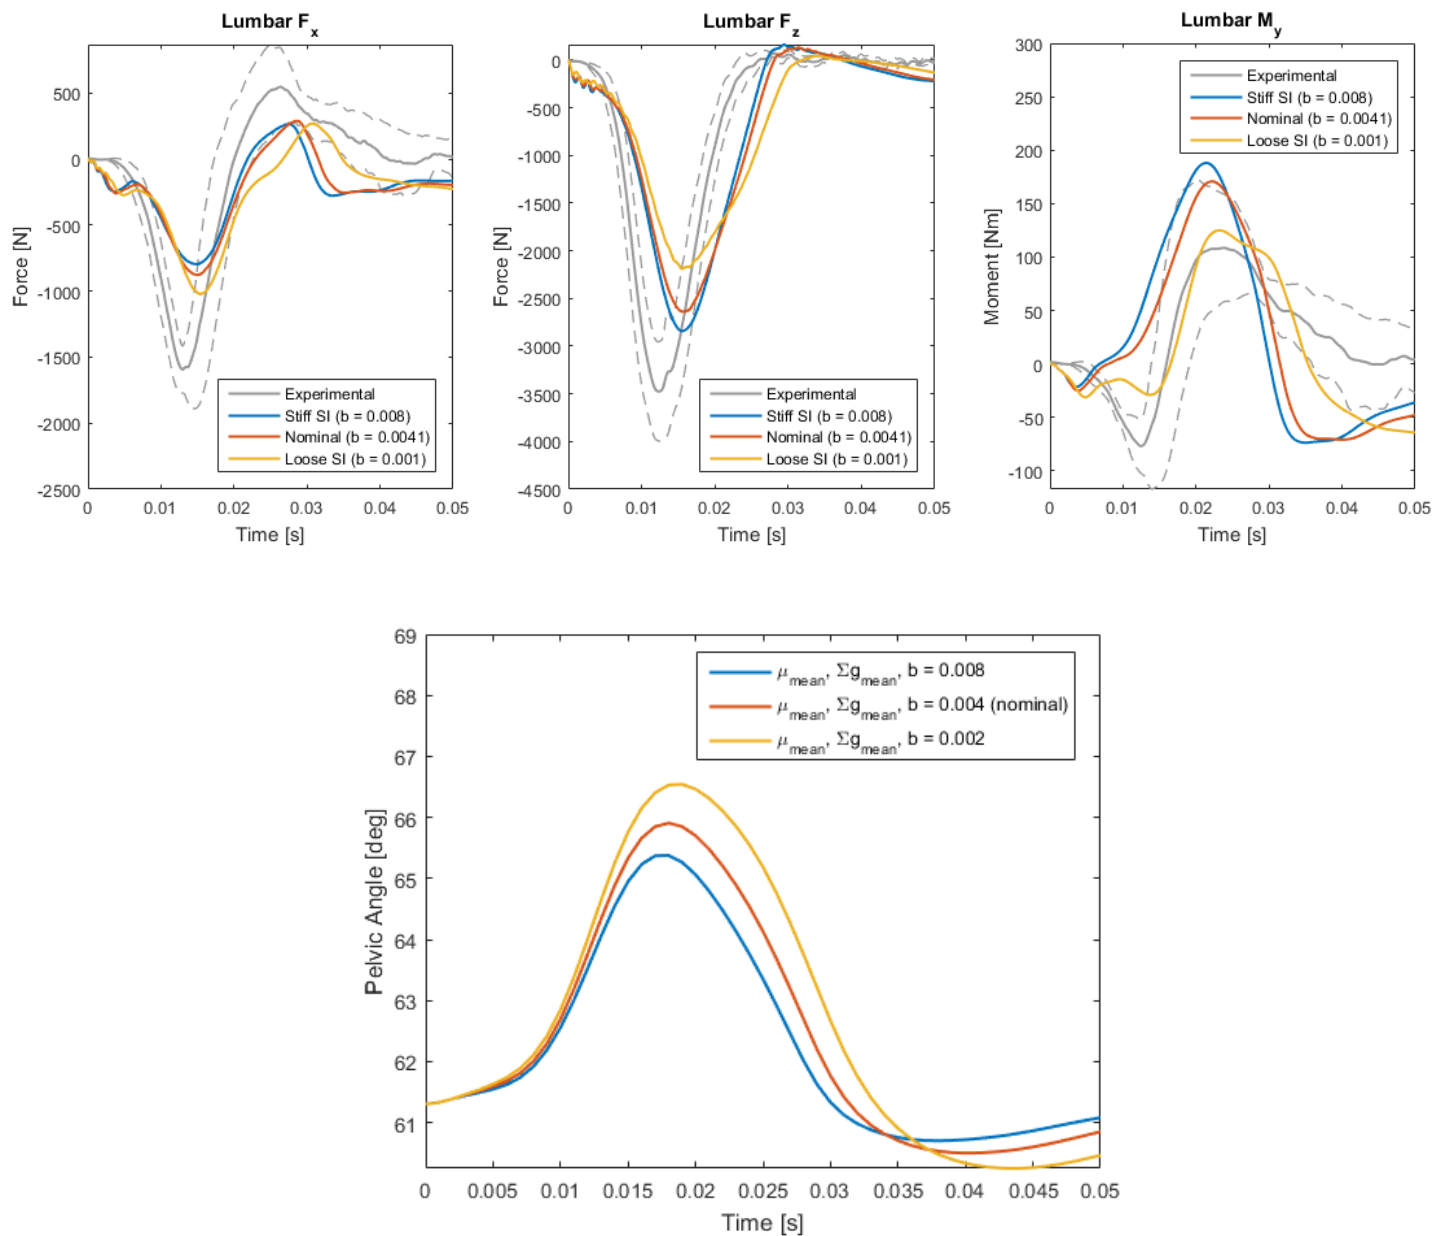 Lumbar Fx
500
0
-500
-1000
-1500
-2000
-2500
Force [N]
Experimental
Stiff SI (b = 0.008)
Nominal (b = 0.0041)
Loose SI (b = 0.001)
0 0.01 0.02 0.03 0.04 0.05
Time [s]
Lumbar Fz
0
-500
-1000
-1500
-2000
-2500
-3000
-3500
-4000
-4500
Force [N]
Experimental
Stiff SI (b = 0.008)
Nominal (b = 0.0041)
Loose SI (b = 0.001)
0 0.01 0.02 0.03 0.04 0.05
Time [s]
Lumbar My
300
250
200
150
100
50
0
-50
-100
Moment [Nm]
Experimental
Stiff SI (b = 0.008)
Nominal (b = 0.0041)
Loose SI (b = 0.001)
0 0.01 0.02 0.03 0.04 0.05
Time [s]
69
68
67
66
65
64
63
62
61
Pelvic Angle [deg]
μmean, Σgmean, b = 0.008
μmean, Σgmean, b = 0.004 (nominal)
μmean, Σgmean, b = 0.002
0 0.005 0.01 0.015 0.02 0.025 0.03 0.035 0.04 0.045 0.05
Time [s]